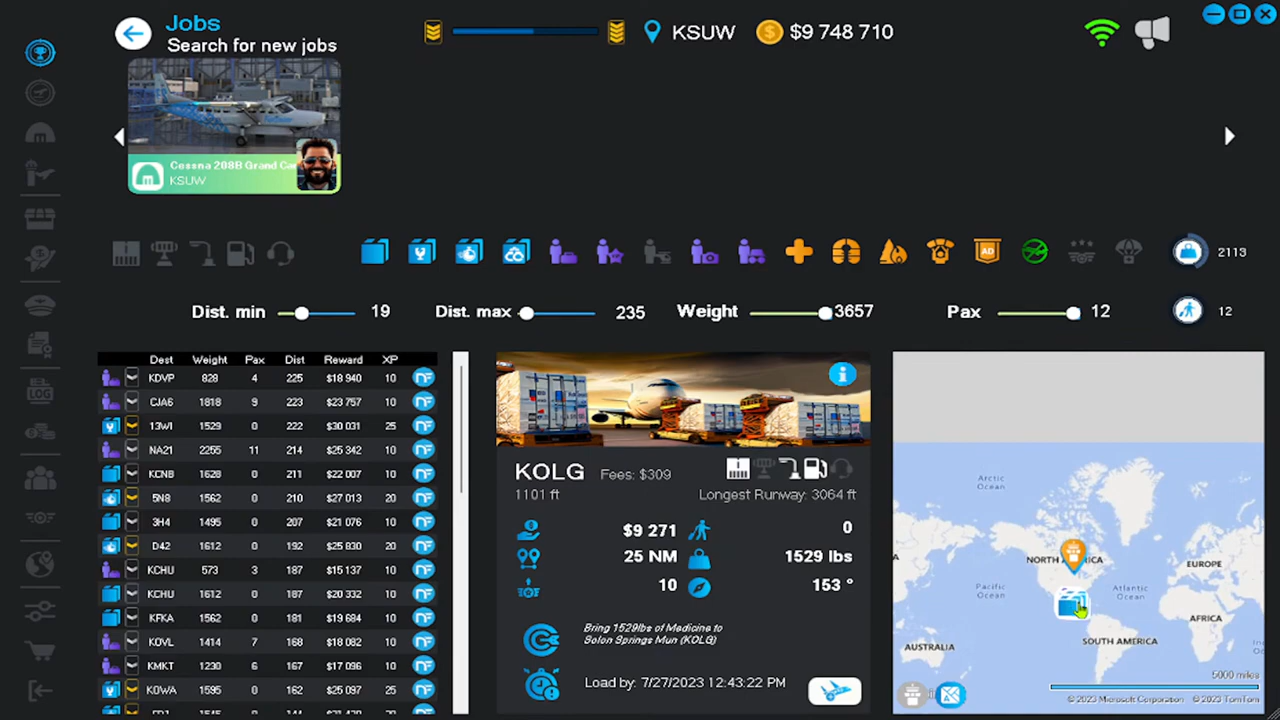 Jobs
Search for new jobs
KSUW
$9 748 710
Cessna 208B Grand Car
KSUW
AD
2113
Dist. min 19
Dist. max 235
Weight 3657
Pax 12
12
Dest Weight Pax Dist Reward XP
KDVP 828 4 225 $18 940 10
CJA6 1818 9 223 $23 757 10
13WI 1529 0 222 $30 031 25
NA21 2255 11 214 $25 342 10
KCNB 1628 0 211 $22 007 10
5N8 1562 0 210 $27 013 20
3H4 1495 0 207 $21 076 10
D42 1612 0 192 $25 830 20
KCHU 573 3 187 10
KCHU 1612 0 181 $20 332 10
KFKA 1562 0 181 $19 684 10
KOVL 1414 7 168 $18 082 10
KMKT 1230 6 167 $17 096 10
KOWA 1595 0 162 $25 097 25
KOLG Fees: $309
1101 ft
Longest Runway: 3064 ft
$9 271
0
25 NM
1529 lbs
10
153 °
Bring 1529lbs of Medicine to
Solon Springs Mun (KOLG)
Load by: 7/27/2023 12:43:22 PM
Arctic
Ocean
NORTH
EUROPE
Pacific
Ocean
Atlantic
Ocean
AFRICA
SOUTH AMERICA
AUSTRALIA
5000 miles
© 2023 Microsoft Corporation © 2023 TomTom
LOG